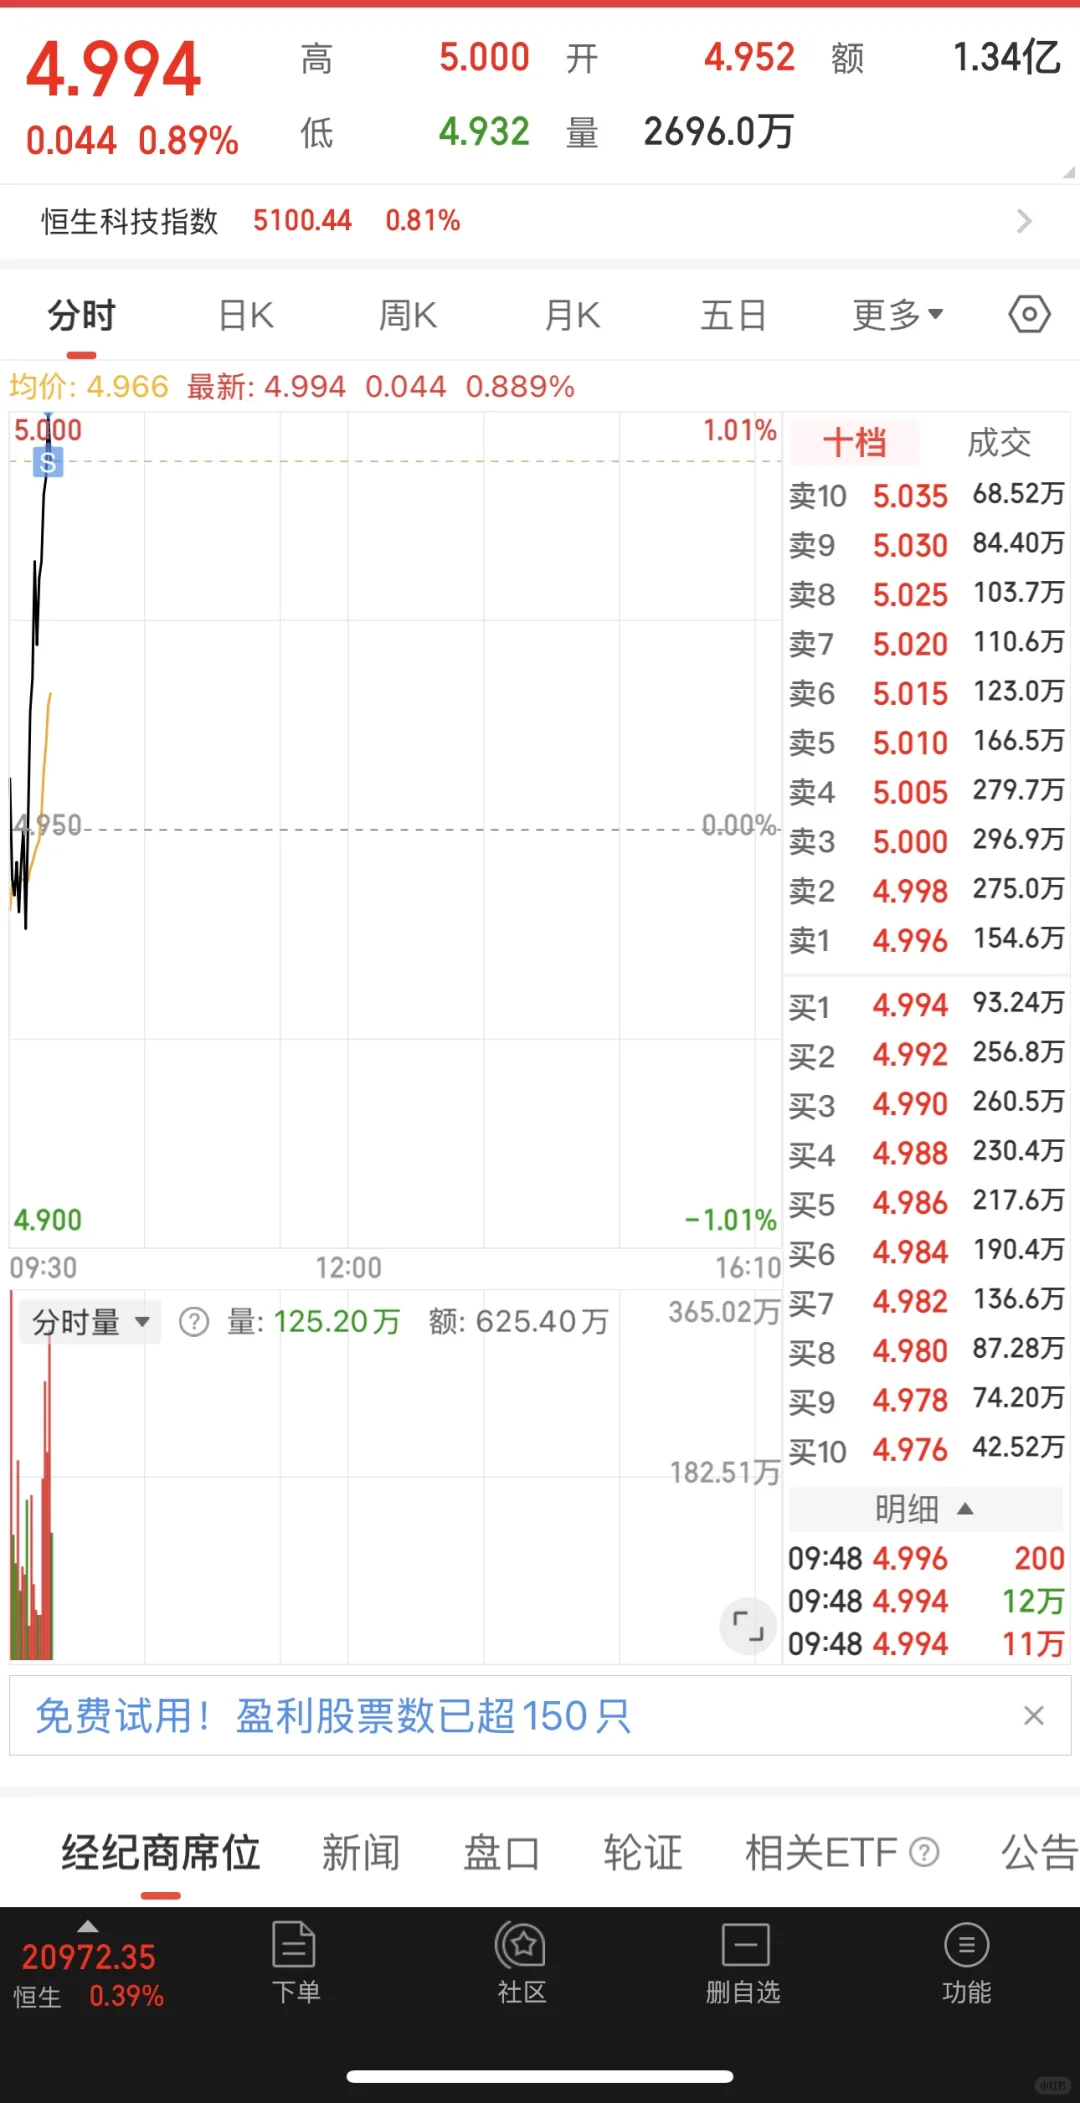 4.994 高 5.000 开 4.952 额 1.34亿
0.044 0.89% 低 4.932 量 2696.0万
恒生科技指数 5100.44 0.81%
分时 日K 周K 月K 五日 更多
均价: 4.966 最新: 4.994 0.044 0.889%
5.000 1.01%
S
4.950 0.00%
4.900 -1.01%
09:30 12:00 16:10
分时量 ? 量: 125.20万 额: 625.40万 365.02万
182.51万
十档 成交
卖10 5.035 68.52万
卖9 5.030 84.40万
卖8 5.025 103.7万
卖7 5.020 110.6万
卖6 5.015 123.0万
卖5 5.010 166.5万
卖4 5.005 279.7万
卖3 5.000 296.9万
卖2 4.998 275.0万
卖1 4.996 154.6万
买1 4.994 93.24万
买2 4.992 256.8万
买3 4.990 260.5万
买4 4.988 230.4万
买5 4.986 217.6万
买6 4.984 190.4万
买7 4.982 136.6万
买8 4.980 87.28万
买9 4.978 74.20万
买10 4.976 42.52万
明细
09:48 4.996 200
09:48 4.994 12万
09:48 4.994 11万
免费试用！盈利股票数已超150只
经纪商席位 新闻 盘口 轮证 相关ETF ? 公告
20972.35
恒生 0.39%
下单 社区 删自选 功能